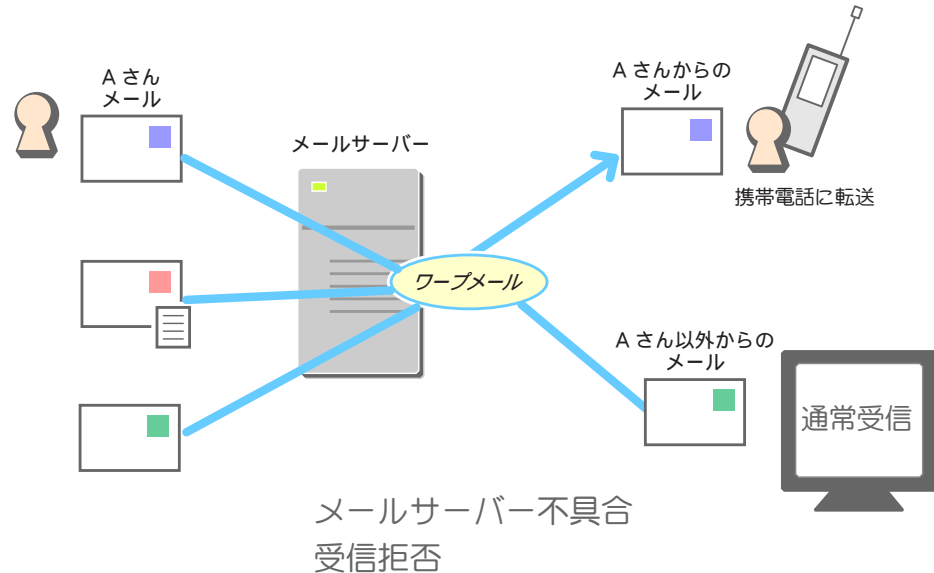 Aさん
メール
メールサーバー
ワープメール
Aさんからの
メール
携帯電話に転送
Aさん以外からの
メール
通常受信
メールサーバー不具合
受信拒否